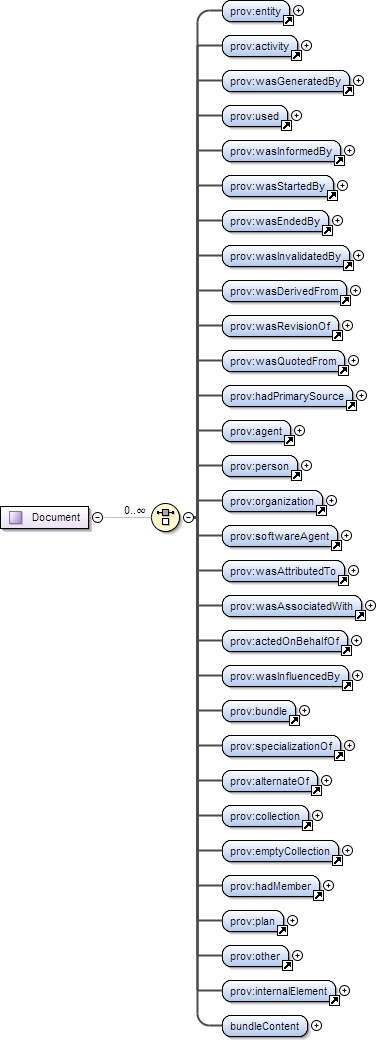 prov:entity
prov:activity
prov:wasGeneratedBy
prov:used
prov:wasInformedBy
prov:wasStartedBy
prov:wasEndedBy
prov:wasInvalidatedBy
prov:wasDerivedFrom
prov:wasRevisionOf
prov:wasQuotedFrom
prov:hadPrimarySource
prov:agent
prov:person
prov:organization
Document
0..∞
prov:softwareAgent
prov:wasAttributedTo
prov:wasAssociatedWith
prov:actedOnBehalfOf
prov:wasInfluencedBy
prov:bundle
prov:specializationOf
prov:alternateOf
prov:collection
prov:emptyCollection
prov:hadMember
prov:plan
prov:other
prov:internalElement
bundleContent